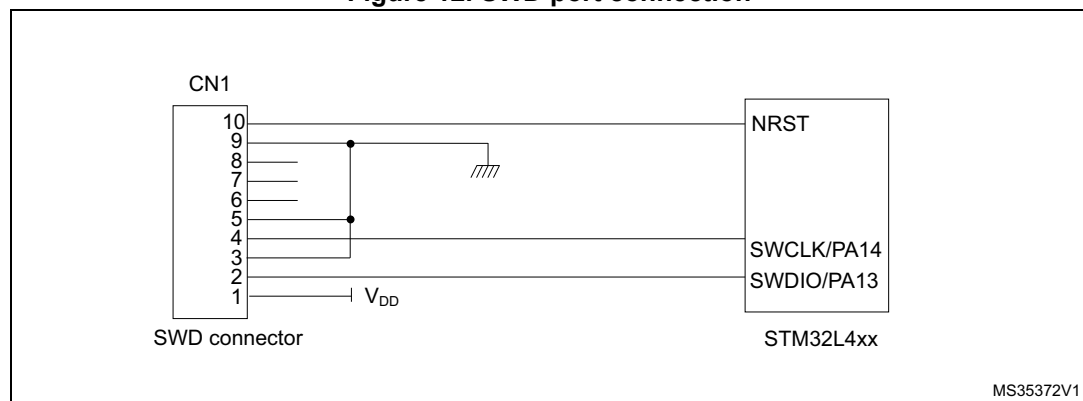 Figure 12. SWD port connection
CN1
10
9
8
7
6
5
4
3
2
1
NRST
SWCLK/PA14
SWDIO/PA13
VDD
SWD connector
STM32L4xx
MS35372V1